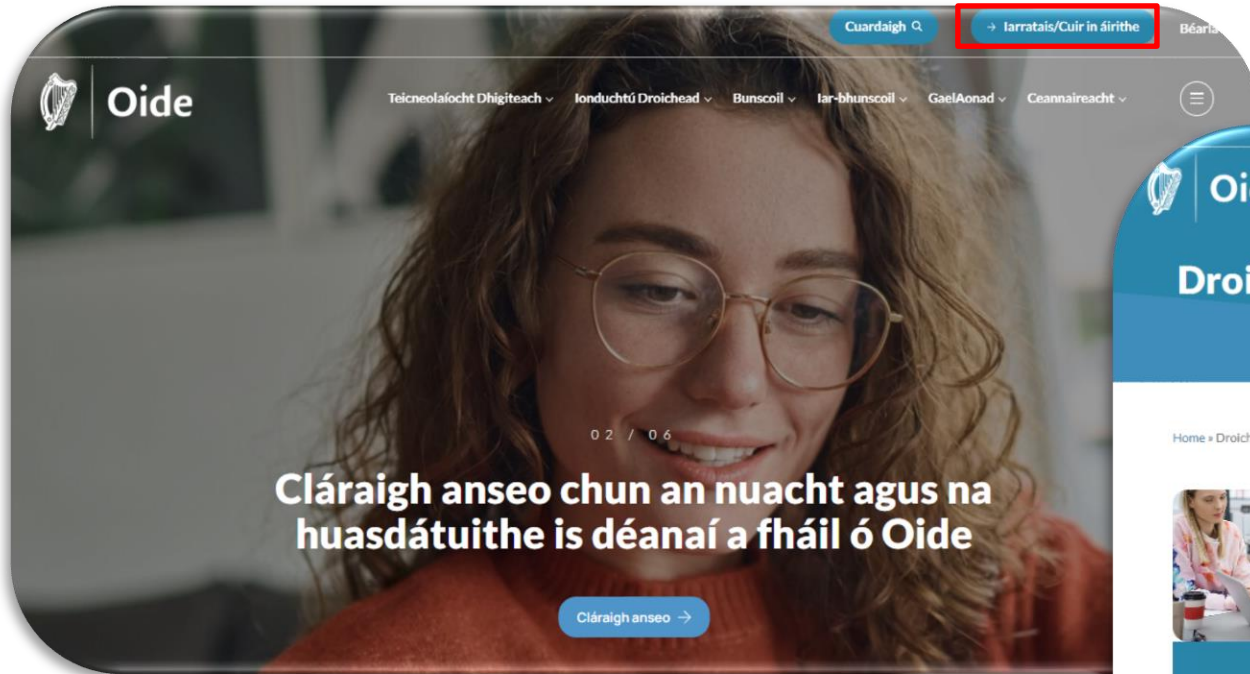 Cuardaigh
→ Iarratais/Cuir in áirithe
Béarla
Oide
Teicneolaíocht Dhigiteach
Ionduchtú Droichead
Bunscoil
Iar-bhunscoil
GaelAonad
Ceannaireacht
02 / 06
Cláraigh anseo chun an nuacht agus na
huasdátuithe is déanaí a fháil ó Oide
Cláraigh anseo →
Home »